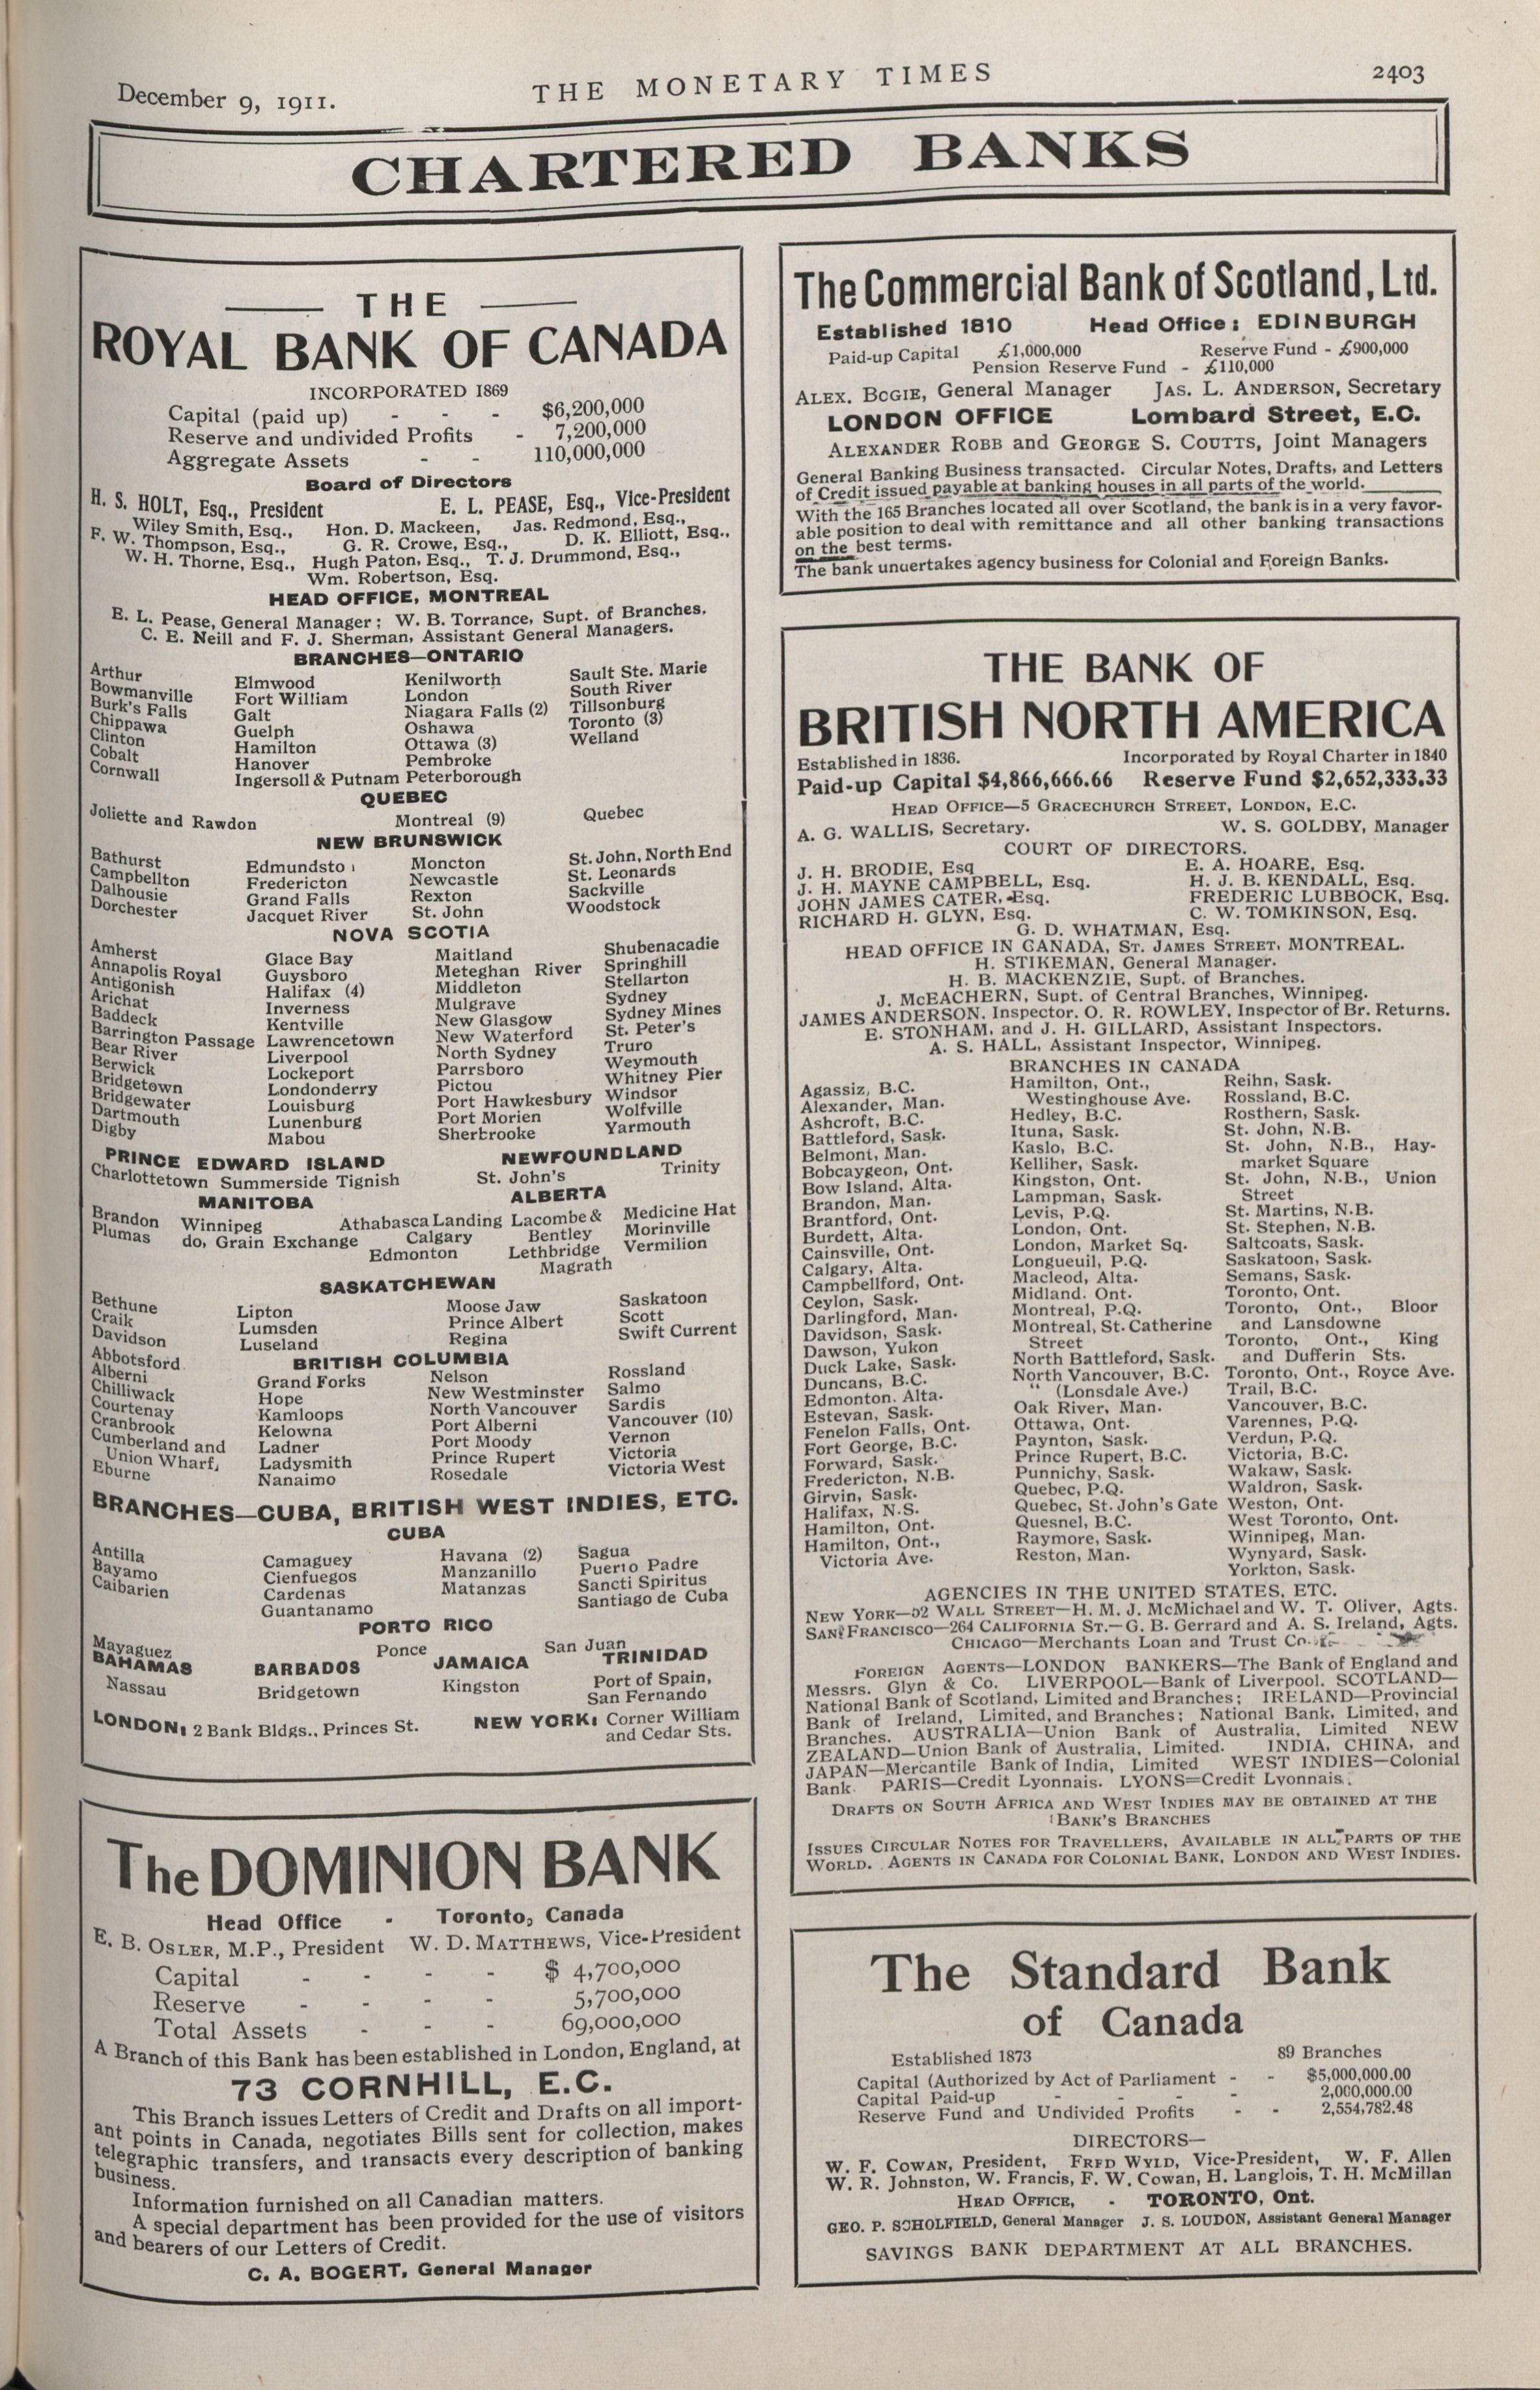 December 9, 1911.
THE MONETARY TIMES
2403
CHARTERED BANKS
THE
ROYAL BANK OF CANADA
INCORPORATED 1869
Capital (paid up) - - - $6,200,000
Reserve and undivided Profits - 7,200,000
Aggregate Assets - - 110,000,000
Board of Directors
H. S. HOLT, Esq., President E. L. PEASE, Esq., Vice-President
Wiley Smith, Esq., Hon. D. Mackeen, Jas. Redmond, Esq.,
F. W. Thompson, Esq., G. R. Crowe, Esq., D. K. Elliott, Esq.,
W. H. Thorne, Esq., Hugh Paton, Esq., T. J. Drummond, Esq.,
Wm. Robertson, Esq.
HEAD OFFICE, MONTREAL
E. L. Pease, General Manager; W. B. Torrance, Supt. of Branches.
C. E. Neill and F. J. Sherman, Assistant General Managers.
BRANCHES—ONTARIO
Arthur Elmwood Kenilworth Sault Ste. Marie
Bowmanville Fort William London South River
Burk's Falls Galt Niagara Falls (2) Tillsonburg
Chippawa Guelph Oshawa Toronto (3)
Clinton Hamilton Ottawa (3) Welland
Cobalt Hanover Pembroke
Cornwall Ingersoll & Putnam Peterborough
QUEBEC
Joliette and Rawdon Montreal (9) Quebec
NEW BRUNSWICK
Bathurst Edmundsto Moncton St. John, North End
Campbellton Fredericton Newcastle St. Leonards
Dalhousie Grand Falls Rexton Sackville
Dorchester Jacquet River St. John Woodstock
NOVA SCOTIA
Amherst Glace Bay Maitland Shubenacadie
Annapolis Royal Guysboro Meteghan River Springhill
Antigonish Halifax (4) Middleton Stellarton
Arichat Inverness Mulgrave Sydney
Baddeck Kentville New Glasgow Sydney Mines
Barrington Passage Lawrencetown New Waterford St. Peter's
Bear River Liverpool North Sydney Truro
Berwick Lockeport Parrsboro Weymouth
Bridgetown Londonderry Pictou Whitney Pier
Bridgewater Louisburg Port Hawkesbury Windsor
Dartmouth Lunenburg Port Morien Wolfville
Digby Mabou Sherbrooke Yarmouth
PRINCE EDWARD ISLAND NEWFOUNDLAND
Charlottetown Summerside Tignish St. John's Trinity
MANITOBA ALBERTA
Brandon Winnipeg Athabasca Landing Lacombe & Medicine Hat
Plumas do, Grain Exchange Calgary Bentley Morinville
Edmonton Lethbridge Vermilion
Magrath
SASKATCHEWAN
Bethune Lipton Moose Jaw Saskatoon
Craik Lumsden Prince Albert Scott
Davidson Luseland Regina Swift Current
BRITISH COLUMBIA
Abbotsford Grand Forks Nelson Rossland
Alberni Hope New Westminster Salmo
Chilliwack Kamloops North Vancouver Sardis
Courtenay Kelowna Port Alberni Vancouver (10)
Cranbrook Ladner Port Moody Vernon
Cumberland and Ladysmith Prince Rupert Victoria
Union Wharf, Nanaimo Rosedale Victoria West
Eburne
BRANCHES—CUBA, BRITISH WEST INDIES, ETC.
CUBA
Antilla Camaguey Havana (2) Sagua
Bayamo Cienfuegos Manzanillo Puerto Padre
Caibarien Cardenas Matanzas Sancti Spiritus
Guantanamo Santiago de Cuba
PORTO RICO
Mayaguez Ponce San Juan
BAHAMAS BARBADOS JAMAICA TRINIDAD
Nassau Bridgetown Kingston Port of Spain,
San Fernando
LONDON: 2 Bank Bldgs., Princes St. NEW YORK: Corner William
and Cedar Sts.
The DOMINION BANK
Head Office - Toronto, Canada
E. B. OSLER, M.P., President W. D. MATTHEWS, Vice-President
Capital - - - - $ 4,700,000
Reserve - - - - 5,700,000
Total Assets - - - 69,000,000
A Branch of this Bank has been established in London, England, at
73 CORNHILL, E.C.
This Branch issues Letters of Credit and Drafts on all import-
ant points in Canada, negotiates Bills sent for collection, makes
telegraphic transfers, and transacts every description of banking
business.
Information furnished on all Canadian matters.
A special department has been provided for the use of visitors
and bearers of our Letters of Credit.
C. A. BOGERT, General Manager
The Commercial Bank of Scotland, Ltd.
Established 1810 Head Office: EDINBURGH
Paid-up Capital £1,000,000 Reserve Fund - £900,000
Pension Reserve Fund - £110,000
ALEX. BOGIE, General Manager JAS. L. ANDERSON, Secretary
LONDON OFFICE Lombard Street, E.C.
ALEXANDER ROBB and GEORGE S. COUTTS, Joint Managers
General Banking Business transacted. Circular Notes, Drafts, and Letters
of Credit issued payable at banking houses in all parts of the world.
With the 165 Branches located all over Scotland, the bank is in a very favor-
able position to deal with remittance and all other banking transactions
on the best terms.
The bank undertakes agency business for Colonial and Foreign Banks.
THE BANK OF
BRITISH NORTH AMERICA
Established in 1836. Incorporated by Royal Charter in 1840
Paid-up Capital $4,866,666.66 Reserve Fund $2,652,333.33
HEAD OFFICE—5 GRACECHURCH STREET, LONDON, E.C.
A. G. WALLIS, Secretary. W. S. GOLDBY, Manager
COURT OF DIRECTORS.
J. H. BRODIE, Esq E. A. HOARE, Esq.
J. H. MAYNE CAMPBELL, Esq. H. J. B. KENDALL, Esq.
JOHN JAMES CATER, Esq. FREDERIC LUBBOCK, Esq.
RICHARD H. GLYN, Esq. C. W. TOMKINSON, Esq.
G. D. WHATMAN, Esq.
HEAD OFFICE IN CANADA, ST. JAMES STREET, MONTREAL.
H. STIKEMAN, General Manager.
H. B. MACKENZIE, Supt. of Branches.
J. McEACHERN, Supt. of Central Branches, Winnipeg.
JAMES ANDERSON. Inspector. O. R. ROWLEY, Inspector of Br. Returns.
E. STONHAM, and J. H. GILLARD, Assistant Inspectors.
A. S. HALL, Assistant Inspector, Winnipeg.
BRANCHES IN CANADA
Agassiz, B.C. Hamilton, Ont., Reihn, Sask.
Alexander, Man. Westinghouse Ave. Rossland, B.C.
Ashcroft, B.C. Hedley, B.C. Rosthern, Sask.
Battleford, Sask. Ituna, Sask. St. John, N.B.
Belmont, Man. Kaslo, B.C. St. John, N.B., Hay-
Bobcaygeon, Ont. Kelliher, Sask. market Square
Bow Island, Alta. Kingston, Ont. St. John, N.B., Union
Brandon, Man. Lampman, Sask. Street
Brantford, Ont. Levis, P.Q. St. Martins, N.B.
Burdett, Alta. London, Ont. St. Stephen, N.B.
Cainsville, Ont. London, Market Sq. Saltcoats, Sask.
Calgary, Alta. Longueuil, P.Q. Saskatoon, Sask.
Campbellford, Ont. Macleod, Alta. Semans, Sask.
Ceylon, Sask. Midland. Ont. Toronto, Ont.
Darlingford, Man. Montreal, P.Q. Toronto, Ont., Bloor
Davidson, Sask. Montreal, St. Catherine and Lansdowne
Dawson, Yukon Street Toronto, Ont., King
Duck Lake, Sask. North Battleford, Sask. and Dufferin Sts.
Duncans, B.C. North Vancouver, B.C. Toronto, Ont., Royce Ave.
Edmonton. Alta. " (Lonsdale Ave.) Trail, B.C.
Estevan, Sask. Oak River, Man. Vancouver, B.C.
Fenelon Falls, Ont. Ottawa, Ont. Varennes, P.Q.
Fort George, B.C. Paynton, Sask. Verdun, P.Q.
Forward, Sask. Prince Rupert, B.C. Victoria, B.C.
Fredericton, N.B. Punnichy, Sask. Wakaw, Sask.
Girvin, Sask. Quebec, P.Q. Waldron, Sask.
Halifax, N.S. Quebec, St. John's Gate Weston, Ont.
Hamilton, Ont. Quesnel, B.C. West Toronto, Ont.
Hamilton, Ont., Raymore, Sask. Winnipeg, Man.
Victoria Ave. Reston, Man. Wynyard, Sask.
Yorkton, Sask.
AGENCIES IN THE UNITED STATES, ETC.
NEW YORK—52 WALL STREET—H. M. J. McMichael and W. T. Oliver, Agts.
SAN FRANCISCO—264 CALIFORNIA ST.—G. B. Gerrard and A. S. Ireland, Agts.
CHICAGO—Merchants Loan and Trust Co.
FOREIGN AGENTS—LONDON BANKERS—The Bank of England and
Messrs. Glyn & Co. LIVERPOOL—Bank of Liverpool. SCOTLAND—
National Bank of Scotland, Limited and Branches; IRELAND—Provincial
Bank of Ireland, Limited, and Branches; National Bank, Limited, and
Branches. AUSTRALIA—Union Bank of Australia, Limited NEW
ZEALAND—Union Bank of Australia, Limited. INDIA, CHINA, and
JAPAN—Mercantile Bank of India, Limited WEST INDIES—Colonial
Bank. PARIS—Credit Lyonnais. LYONS=Credit Lyonnais.
DRAFTS ON SOUTH AFRICA AND WEST INDIES MAY BE OBTAINED AT THE
BANK'S BRANCHES
ISSUES CIRCULAR NOTES FOR TRAVELLERS, AVAILABLE IN ALL PARTS OF THE
WORLD. AGENTS IN CANADA FOR COLONIAL BANK, LONDON AND WEST INDIES.
The Standard Bank
of Canada
Established 1873 89 Branches
Capital (Authorized by Act of Parliament - - $5,000,000.00
Capital Paid-up - - - - 2,000,000.00
Reserve Fund and Undivided Profits - - 2,554,782.48
DIRECTORS—
W. F. COWAN, President, FRED WYLD, Vice-President, W. F. Allen
W. R. Johnston, W. Francis, F. W. Cowan, H. Langlois, T. H. McMillan
HEAD OFFICE, - TORONTO, Ont.
GEO. P. SCHOLFIELD, General Manager J. S. LOUDON, Assistant General Manager
SAVINGS BANK DEPARTMENT AT ALL BRANCHES.